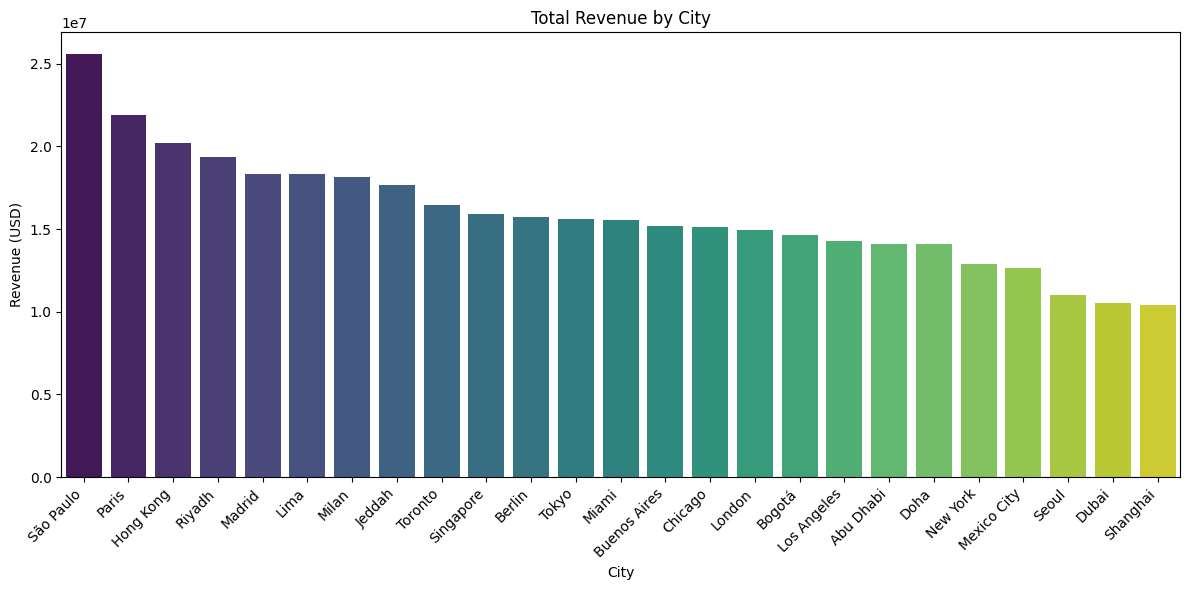 Total Revenue by City
1e7
Revenue (USD)
2.5
2.0
1.5
1.0
0.5
0.0
São Paulo
Paris
Hong Kong
Riyadh
Madrid
Lima
Milan
Jeddah
Toronto
Singapore
Berlin
Tokyo
Miami
Buenos Aires
Chicago
London
Bogotá
Los Angeles
Abu Dhabi
Doha
New York
Mexico City
Seoul
Dubai
Shanghai
City